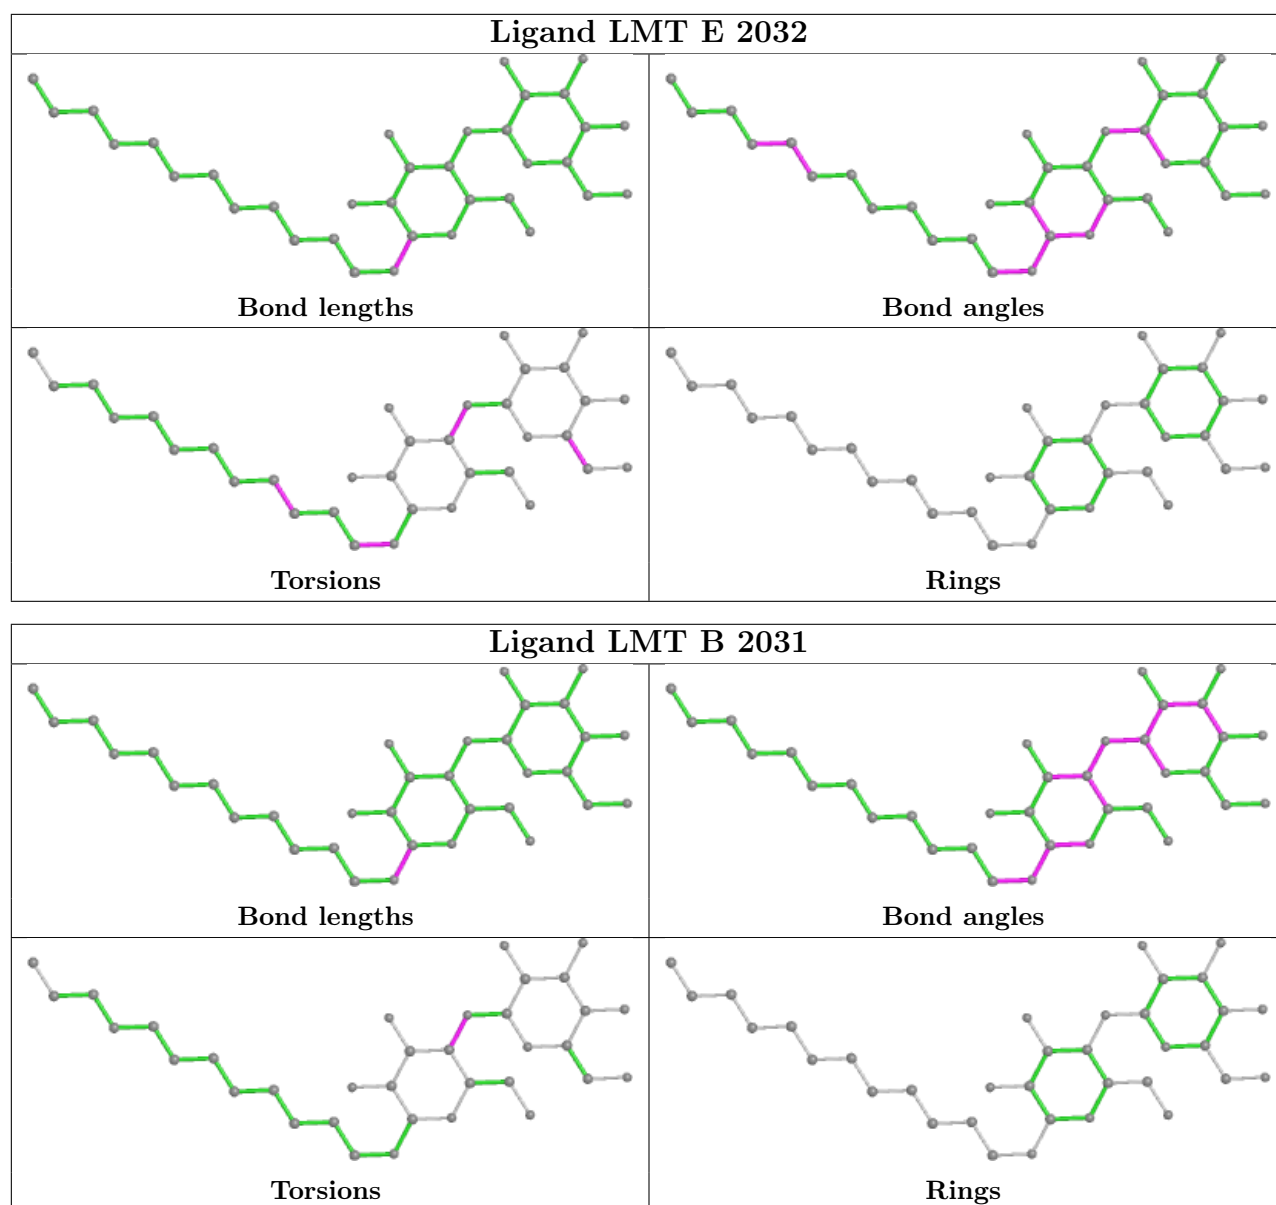 Ligand LMT E 2032
Bond lengths
Bond angles
Torsions
Rings
Ligand LMT B 2031
Bond lengths
Bond angles
Torsions
Rings